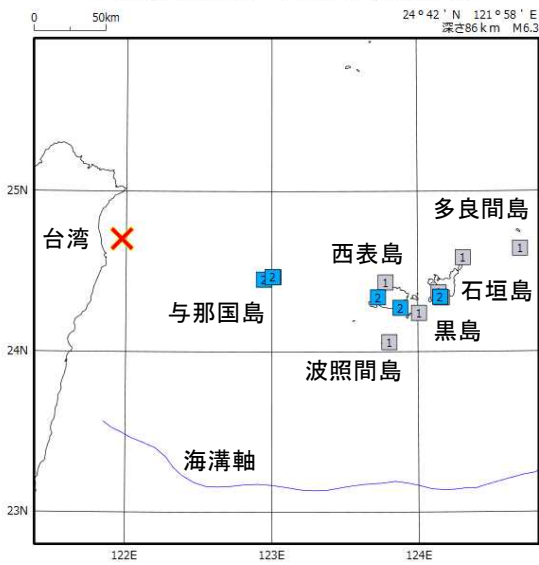 0 50km
24°42'N 121°58'E
深さ86km M6.3
25N
多良間島
台湾
西表島
1
1
1
2 2
1
2
1
2
石垣島
2
1
与那国島
黒島
1
24N
波照間島
海溝軸
23N
122E 123E 124E